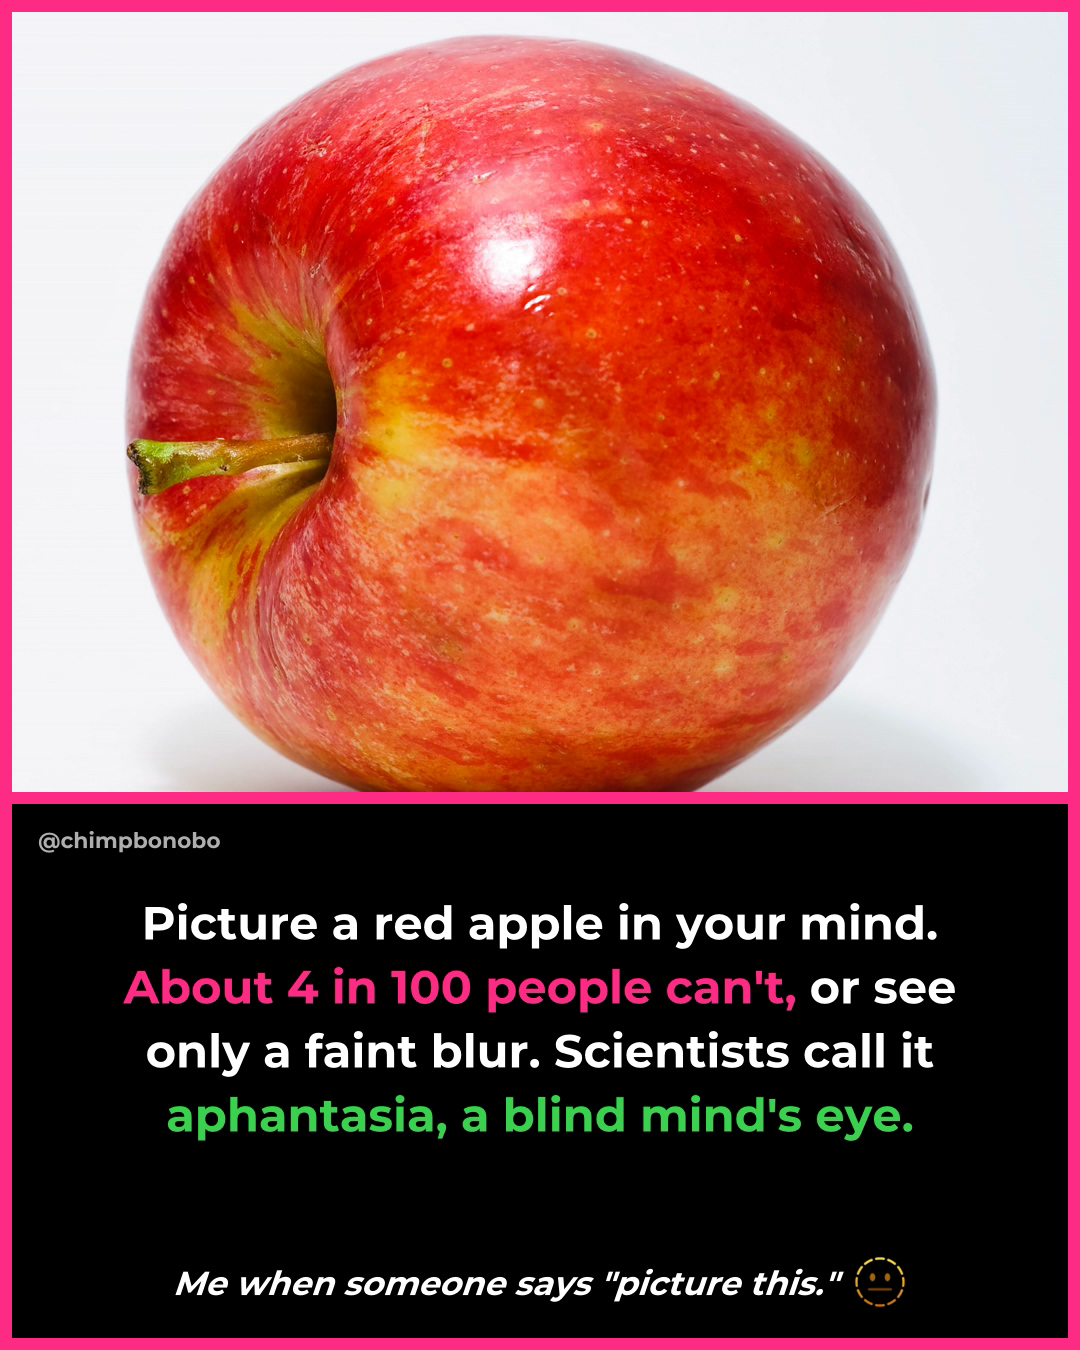 @chimpbonobo
Picture a red apple in your mind.
About 4 in 100 people can't, or see
only a faint blur. Scientists call it
aphantasia, a blind mind's eye.
Me when someone says "picture this." 🫥